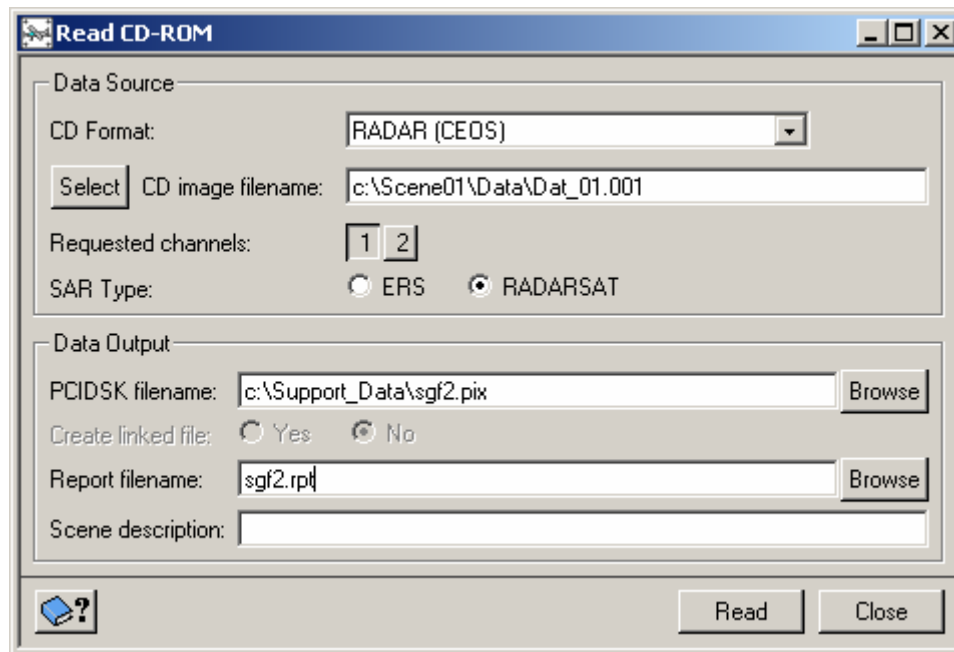 Read CD-ROM
Data Source
CD Format: RADAR (CEOS)
Select CD image filename: c:\Scene01\Data\Dat_01.001
Requested channels: 1 2
SAR Type: ERS RADARSAT
Data Output
PCIDSK filename: c:\Support_Data\sgf2.pix Browse
Create linked file: Yes No
Report filename: sgf2.rpt Browse
Scene description:
? Read Close